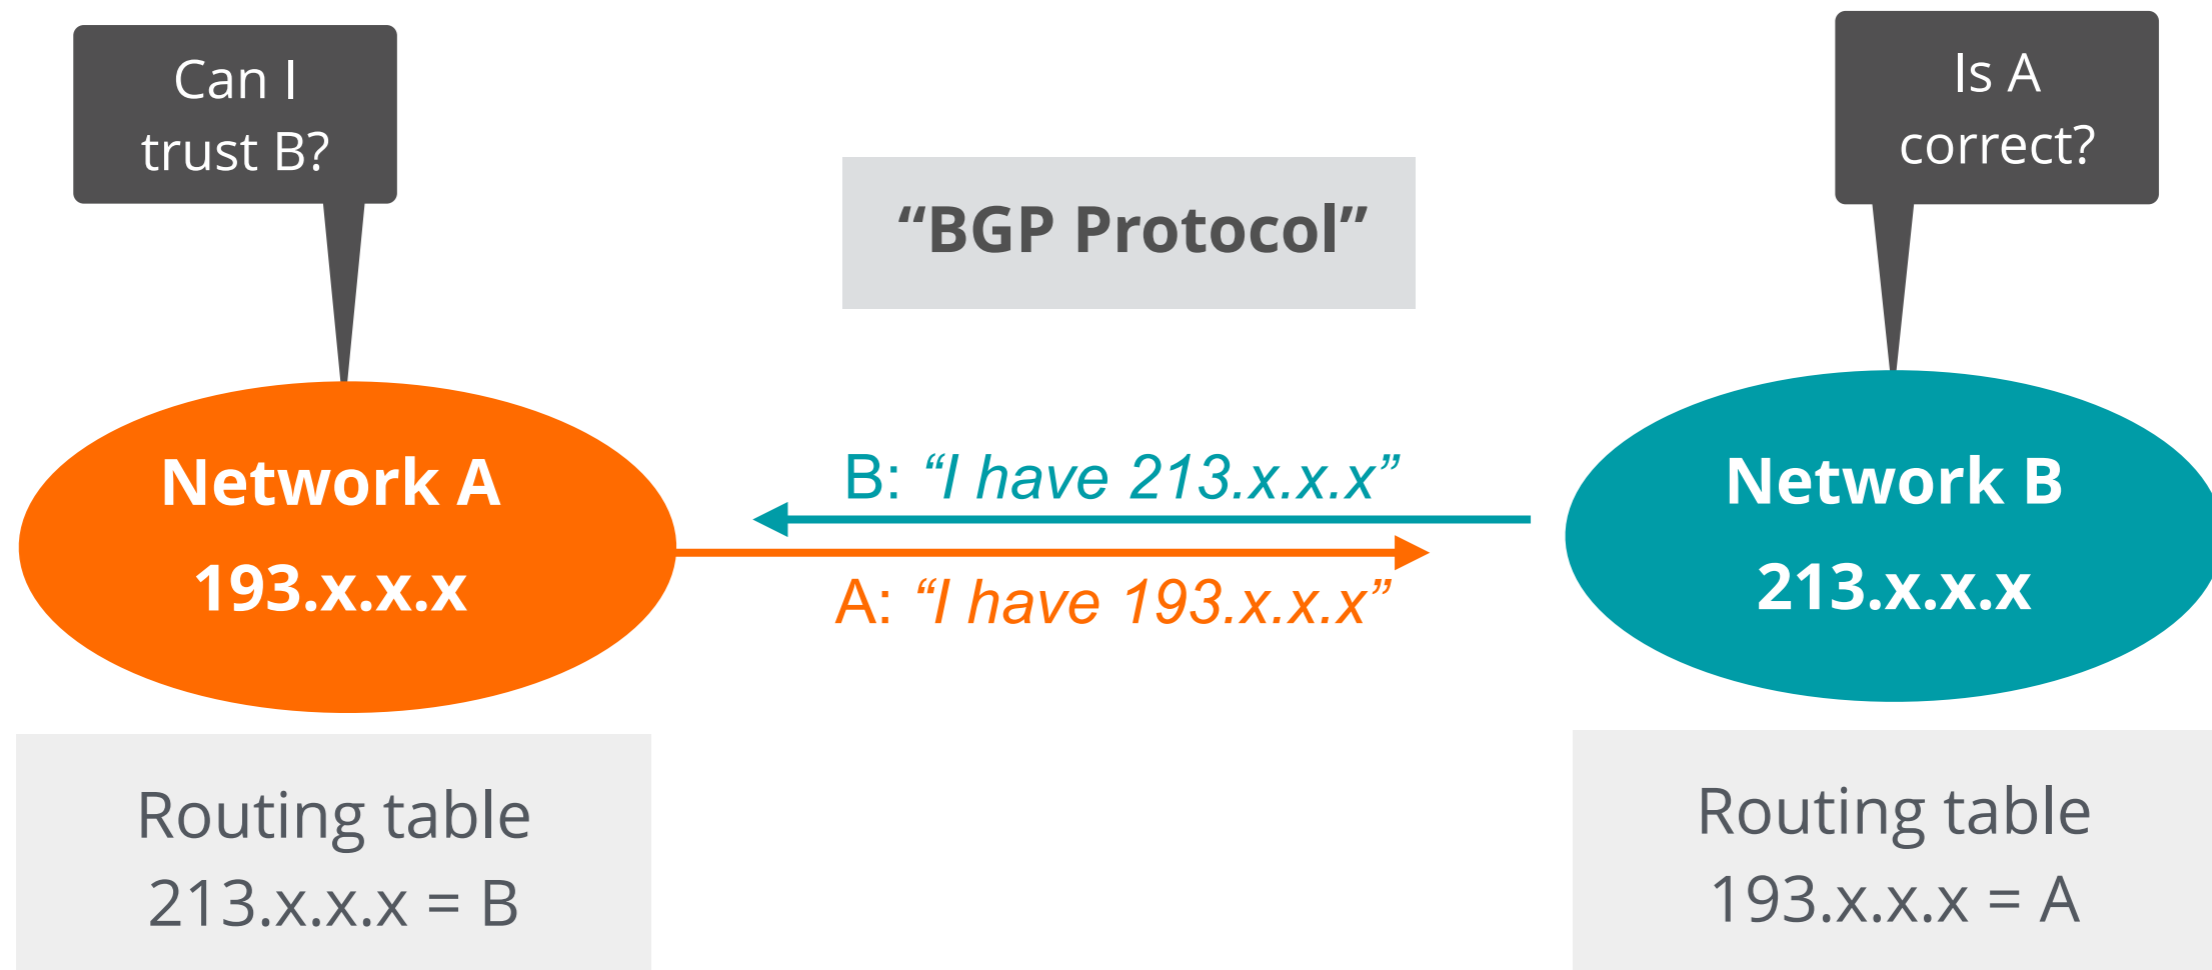 Can I
trust B?
Is A
correct?
“BGP Protocol”
Network A
193.x.x.x
B: “I have 213.x.x.x”
A: “I have 193.x.x.x”
Network B
213.x.x.x
Routing table
213.x.x.x = B
Routing table
193.x.x.x = A